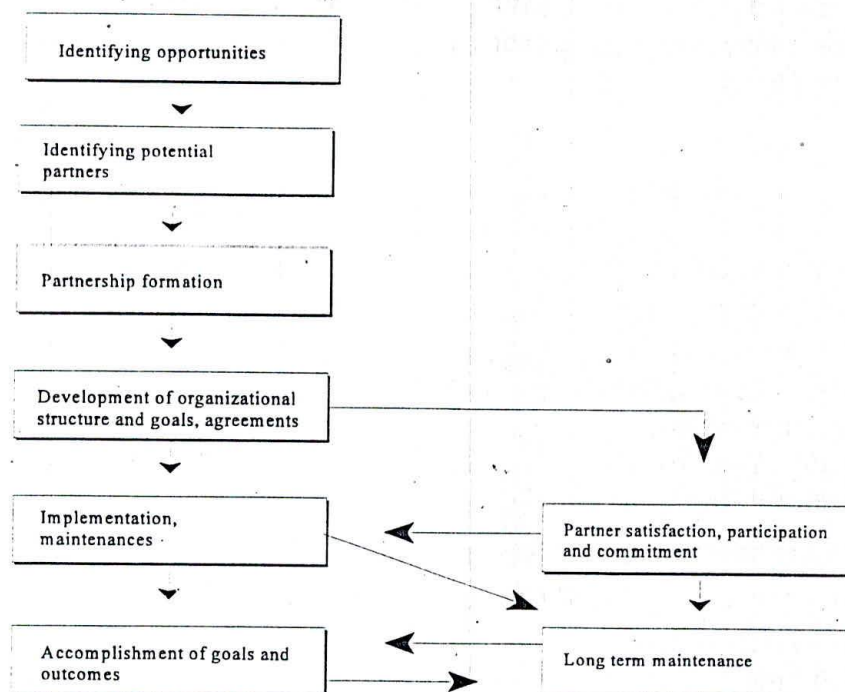 Identifying opportunities
Identifying potential
partners
Partnership formation
Development of organizational
structure and goals, agreements
Implementation,
maintenances
Partner satisfaction, participation
and commitment
Accomplishment of goals and
outcomes
Long term maintenance